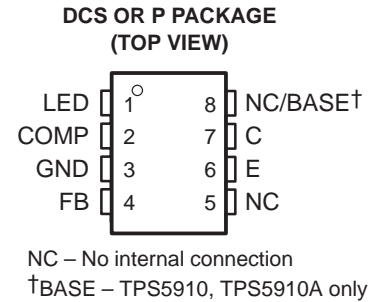 DCS OR P PACKAGE
(TOP VIEW)
LED 1 8 NC/BASE†
COMP 2 7 C
GND 3 6 E
FB 4 5 NC
NC – No internal connection
†BASE – TPS5910, TPS5910A only